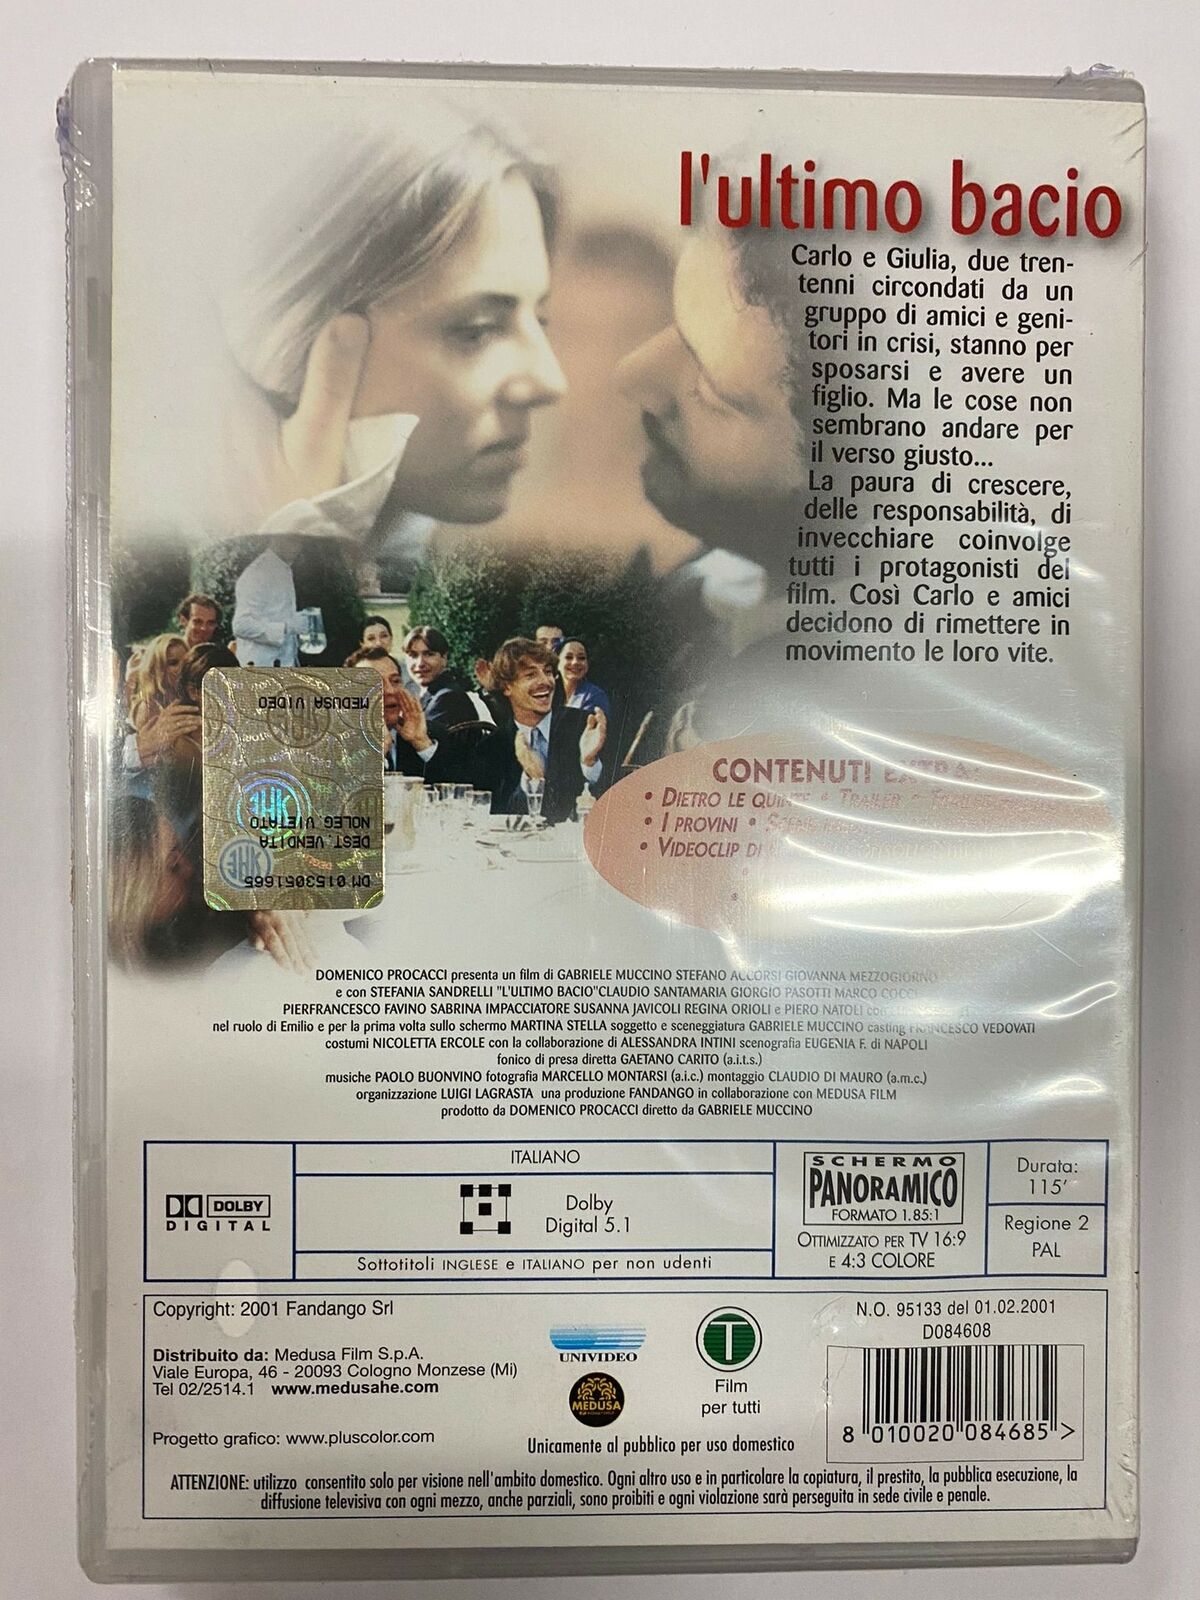 l'ultimo bacio
Carlo e Giulia, due tren-
tenni circondati da un
gruppo di amici e geni-
tori in crisi, stanno per
sposarsi e avere un
figlio. Ma le cose non
sembrano andare per
il verso giusto...
La paura di crescere,
delle responsabilità, di
invecchiare coinvolge
tutti i protagonisti del
film. Così Carlo e amici
decidono di rimettere in
movimento le loro vite.
MEDUSA VIDEO
NOLEG.VIETATO
DEST.VENDITA
DM 0153051665
CONTENUTI EXTRA:
• DIETRO LE QUINTE • TRAILER •
• I PROVINI •
• VIDEOCLIP DI
DOMENICO PROCACCI presenta un film di GABRIELE MUCCINO STEFANO ACCORSI GIOVANNA MEZZOGIORNO
e con STEFANIA SANDRELLI "L'ULTIMO BACIO"CLAUDIO SANTAMARIA GIORGIO PASOTTI MARCO COCCI
PIERFRANCESCO FAVINO SABRINA IMPACCIATORE SUSANNA JAVICOLI REGINA ORIOLI e PIERO NATOLI con
nel ruolo di Emilio e per la prima volta sullo schermo MARTINA STELLA soggetto e sceneggiatura GABRIELE MUCCINO casting FRANCESCO VEDOVATI
costumi NICOLETTA ERCOLE con la collaborazione di ALESSANDRA INTINI scenografia EUGENIA F. di NAPOLI
fonico di presa diretta GAETANO CARITO (a.i.t.s.)
musiche PAOLO BUONVINO fotografia MARCELLO MONTARSI (a.i.c.) montaggio CLAUDIO DI MAURO (a.m.c.)
organizzazione LUIGI LAGRASTA una produzione FANDANGO in collaborazione con MEDUSA FILM
prodotto da DOMENICO PROCACCI diretto da GABRIELE MUCCINO
DOLBY
DIGITAL
ITALIANO
Dolby
Digital 5.1
Sottotitoli INGLESE e ITALIANO per non udenti
SCHERMO
PANORAMICO
FORMATO 1.85:1
OTTIMIZZATO PER TV 16:9
E 4:3 COLORE
Durata:
115'
Regione 2
PAL
Copyright: 2001 Fandango Srl
Distribuito da: Medusa Film S.p.A.
Viale Europa, 46 - 20093 Cologno Monzese (Mi)
Tel 02/2514.1 www.medusahe.com
Progetto grafico: www.pluscolor.com
UNIVIDEO
MEDUSA
T
Film
per tutti
Unicamente al pubblico per uso domestico
N.O. 95133 del 01.02.2001
D084608
8 010020 084685 >
ATTENZIONE: utilizzo consentito solo per visione nell'ambito domestico. Ogni altro uso e in particolare la copiatura, il prestito, la pubblica esecuzione, la
diffusione televisiva con ogni mezzo, anche parziali, sono proibiti e ogni violazione sarà perseguita in sede civile e penale.